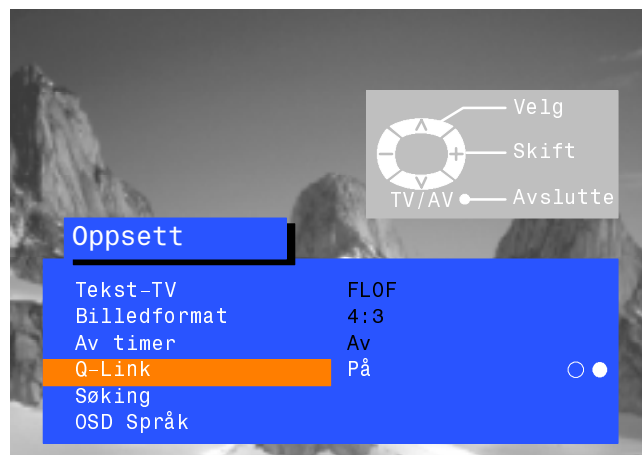 Velg
Skift
TV/AV Avslutte
Oppsett
Tekst-TV FLOF
Billedformat 4:3
Av timer Av
Q-Link På
Søking
OSD Språk